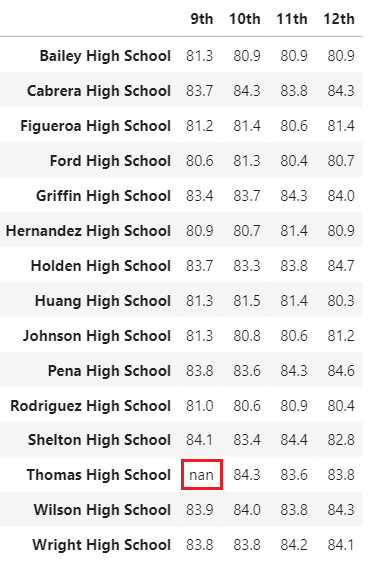 9th 10th 11th 12th
Bailey High School 81.3 80.9 80.9 80.9
Cabrera High School 83.7 84.3 83.8 84.3
Figueroa High School 81.2 81.4 80.6 81.4
Ford High School 80.6 81.3 80.4 80.7
Griffin High School 83.4 83.7 84.3 84.0
Hernandez High School 80.9 80.7 81.4 80.9
Holden High School 83.7 83.3 83.8 84.7
Huang High School 81.3 81.5 81.4 80.3
Johnson High School 81.3 80.8 80.6 81.2
Pena High School 83.8 83.6 84.3 84.6
Rodriguez High School 81.0 80.6 80.9 80.4
Shelton High School 84.1 83.4 84.4 82.8
Thomas High School nan 84.3 83.6 83.8
Wilson High School 83.9 84.0 83.8 84.3
Wright High School 83.8 83.8 84.2 84.1